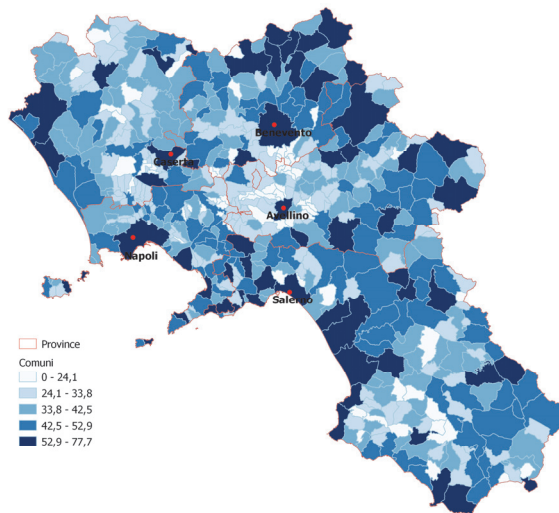 Benevento
Caserta
Avellino
Napoli
Salerno
Province
Comuni
0 - 24,1
24,1 - 33,8
33,8 - 42,5
42,5 - 52,9
52,9 - 77,7